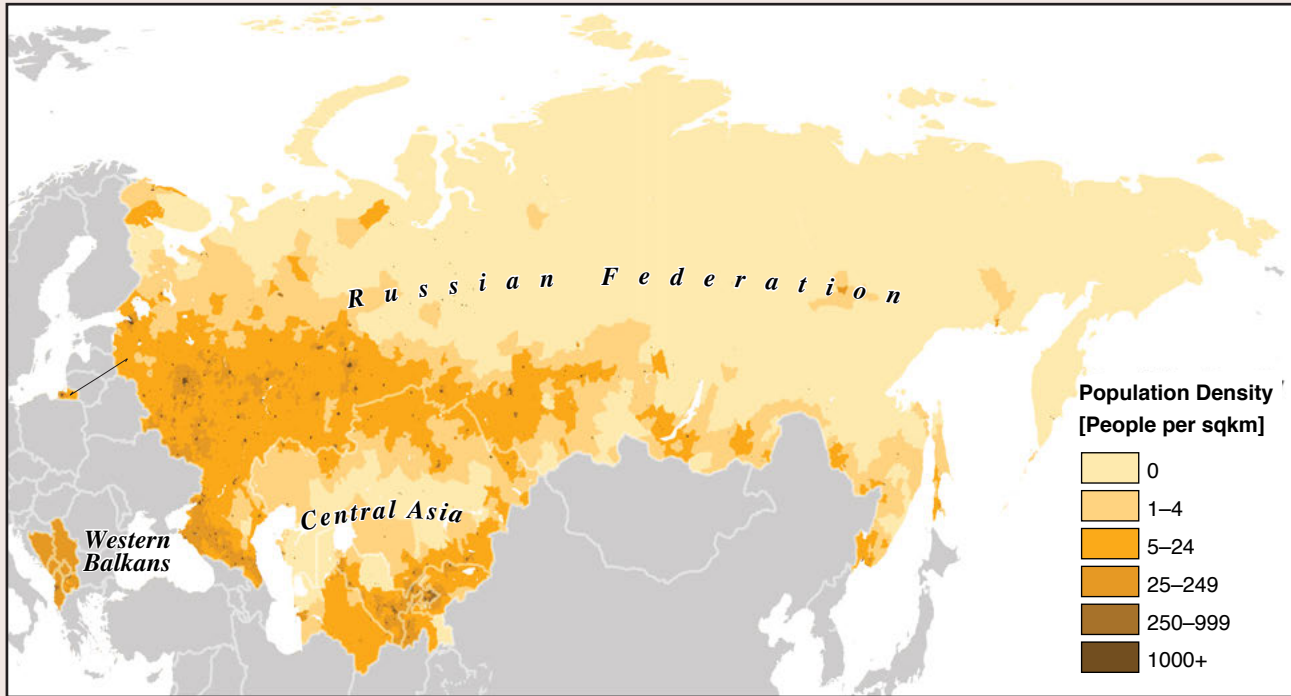 Russian Federation
Central Asia
Western
Balkans
Population Density
[People per sqkm]
0
1–4
5–24
25–249
250–999
1000+